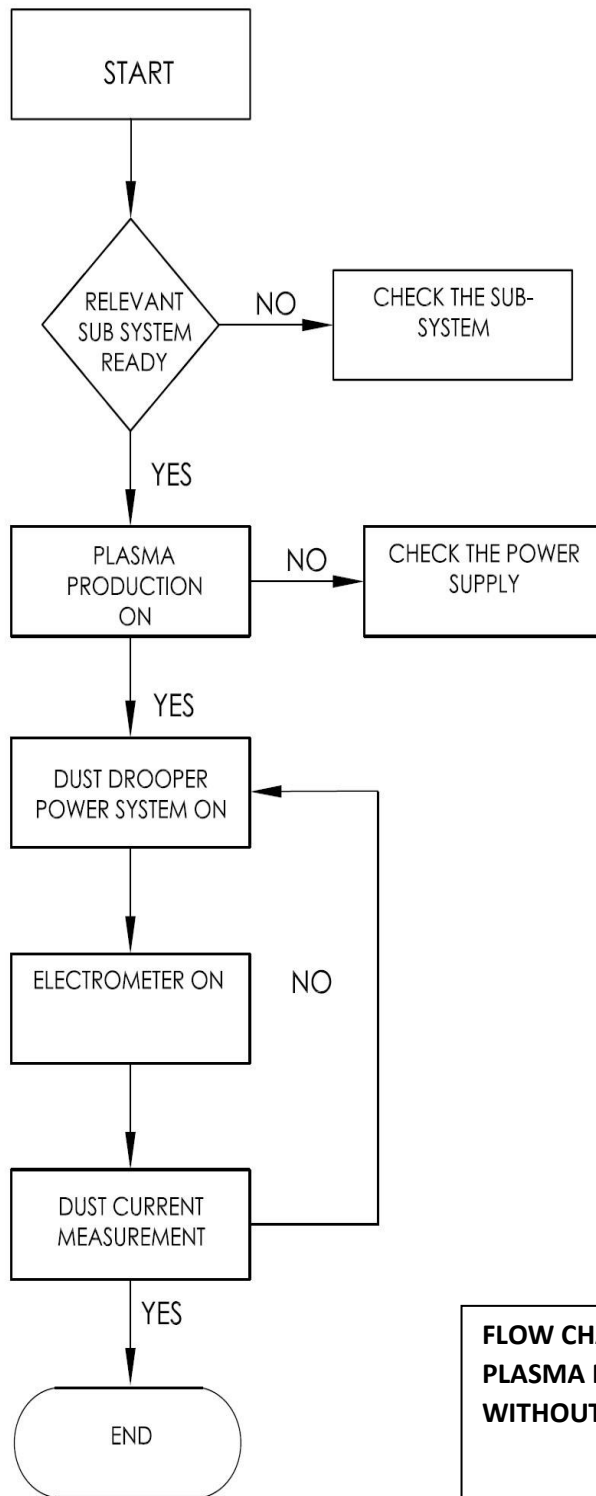 START
RELEVANT
SUB SYSTEM
READY
NO
CHECK THE SUB-
SYSTEM
YES
PLASMA
PRODUCTION
ON
NO
CHECK THE POWER
SUPPLY
YES
DUST DROOPER
POWER SYSTEM ON
ELECTROMETER ON
NO
DUST CURRENT
MEASUREMENT
YES
END
FLOW
PLASMA
WITHOUT